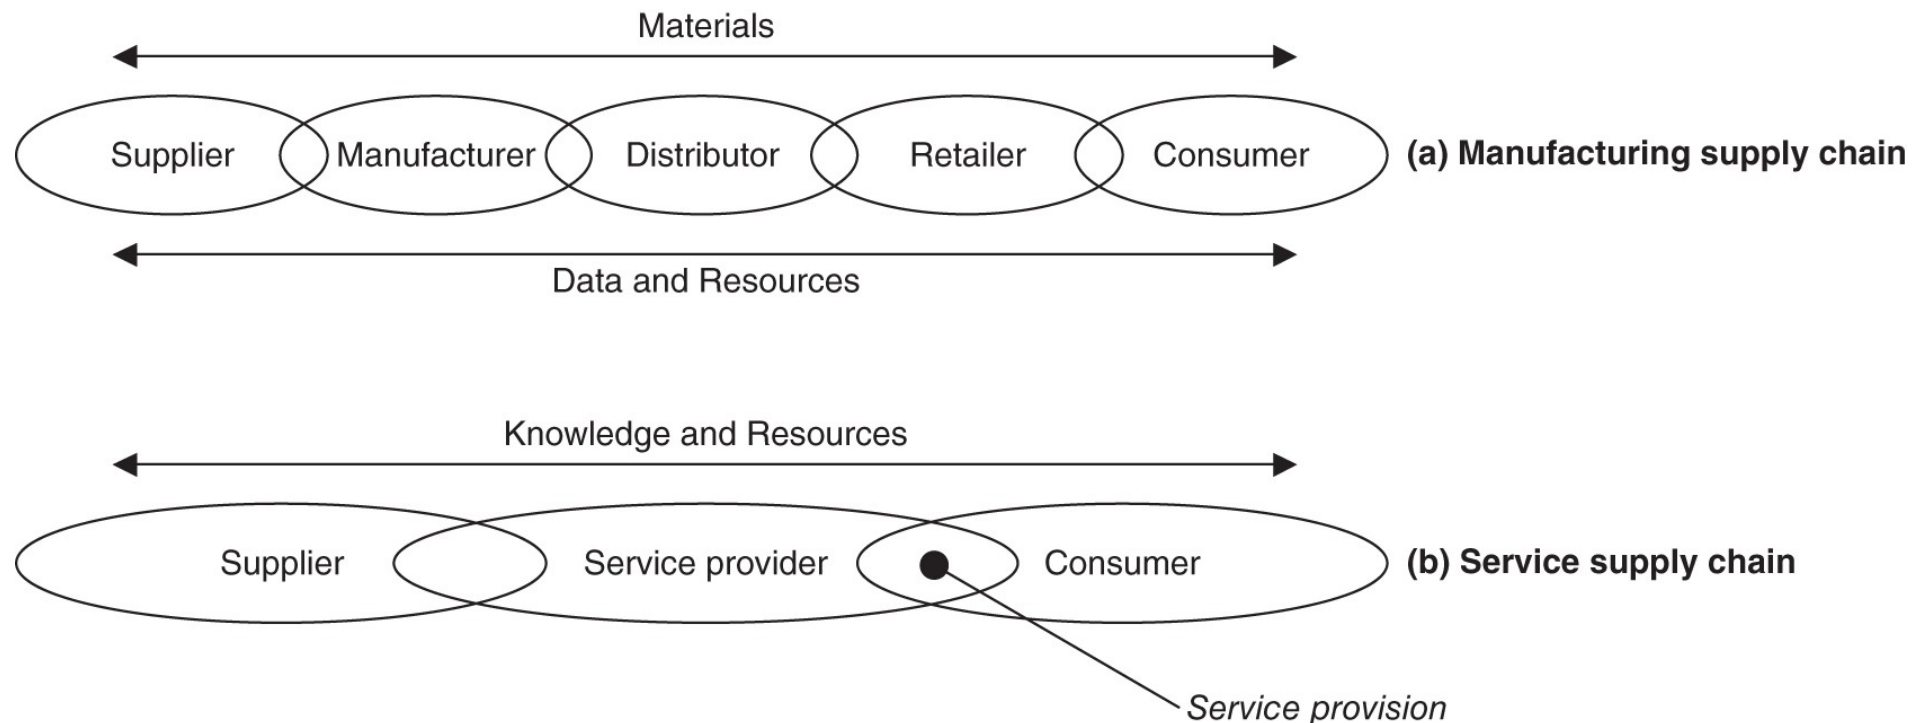 Materials
Supplier Manufacturer Distributor Retailer Consumer (a) Manufacturing supply chain
Data and Resources
Knowledge and Resources
Supplier Service provider Consumer (b) Service supply chain
Service provision